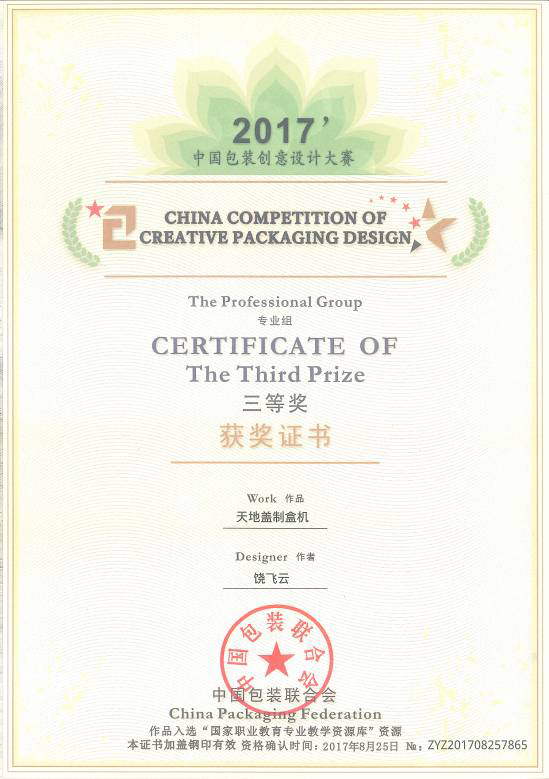 2017’
中国包装创意设计大赛
CHINA COMPETITION OF
CREATIVE PACKAGING DESIGN
The Professional Group
专业组
CERTIFICATE OF
The Third Prize
三等奖
获奖证书
Work 作品
天地盖制盒机
Designer 作者
饶飞云
中国包装联合会
中国包装联合会
China Packaging Federation
作品入选“国家职业教育专业教学资源库”资源
本证书加盖钢印有效 资格确认时间：2017年8月25日 №：ZYZ201708257865